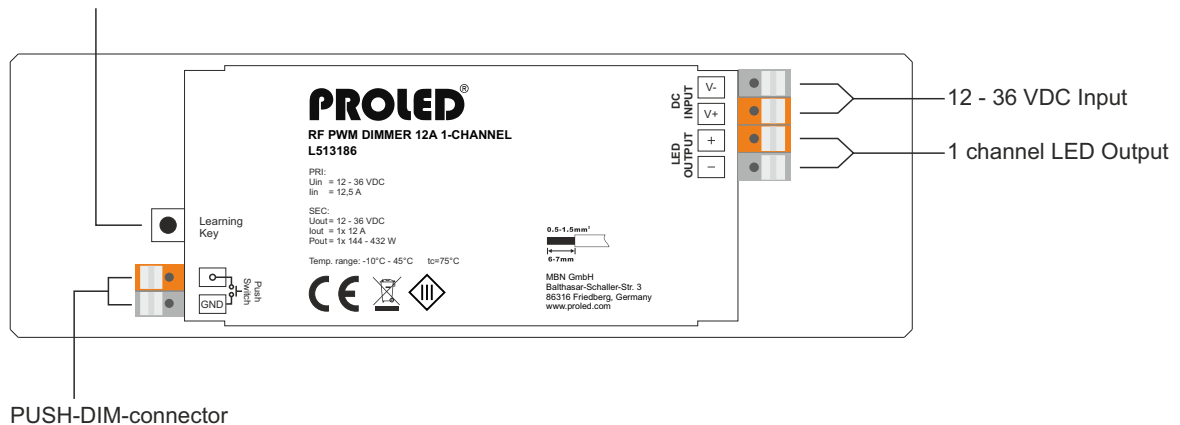 PROLED®
RF PWM DIMMER 12A 1-CHANNEL
L513186
PRI:
Uin = 12 - 36 VDC
Iin = 12,5 A
SEC:
Uout = 12 - 36 VDC
Iout = 1x 12 A
Pout = 1x 144 - 432 W
Temp. range: -10°C - 45°C tc=75°C
Learning
Key
Push
Switch
GND
0.5-1.5mm²
6-7mm
MBN GmbH
Balthasar-Schaller-Str. 3
86316 Friedberg, Germany
www.proled.com
DC
INPUT
V-
V+
LED
OUTPUT
+
−
12 - 36 VDC Input
1 channel LED Output
PUSH-DIM-connector